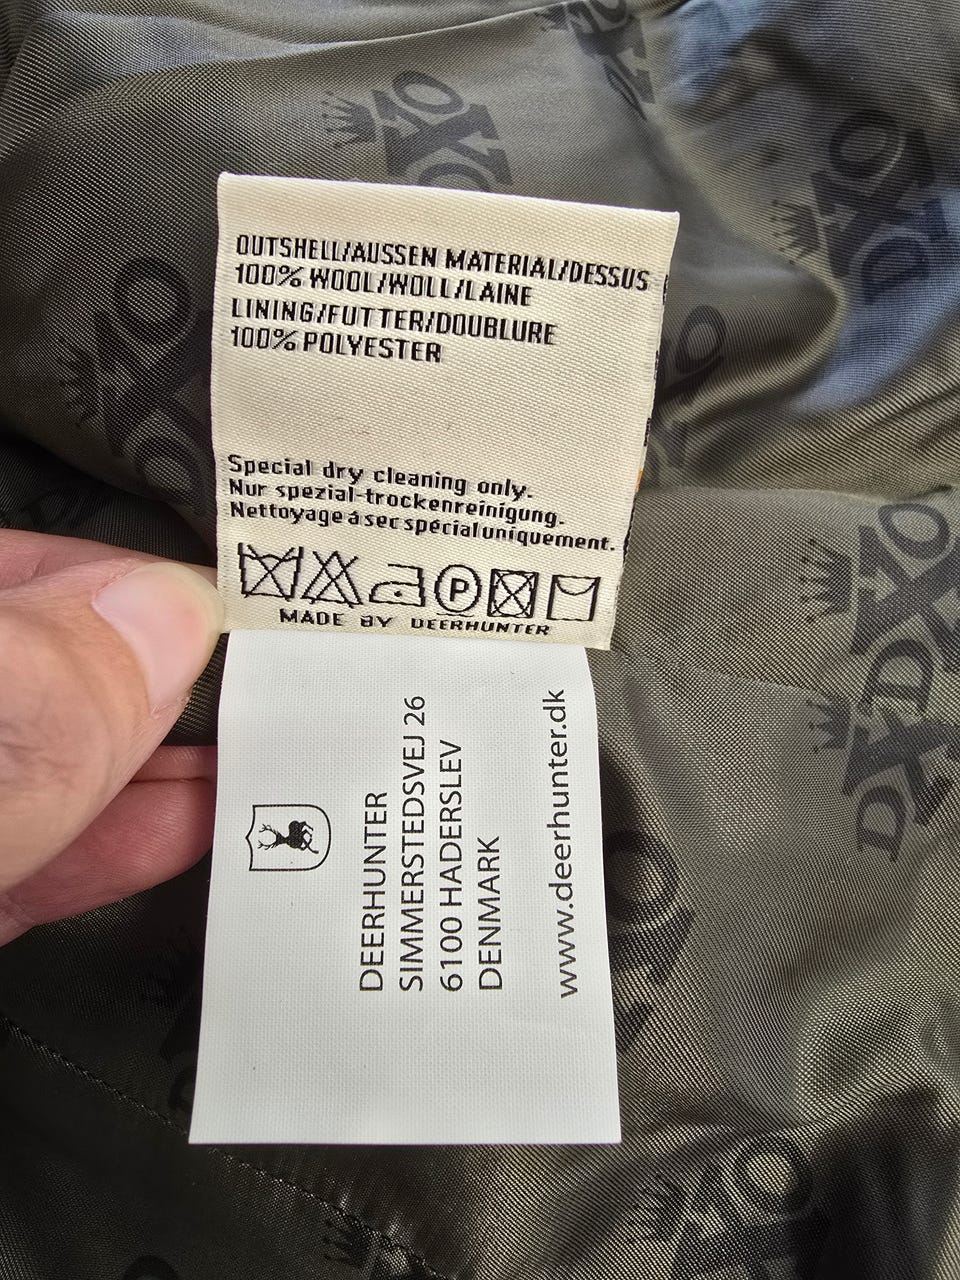 OUTSHELL/AUSSEN MATERIAL/DESSUS
100% WOOL/WOLL/LAINE
LINING/FUTTER/DOUBLURE
100% POLYESTER
Special dry cleaning only.
Nur spezial-trockenreinigung.
Nettoyage á sec spécial uniquement.
P
MADE BY DEERHUNTER
DEERHUNTER
SIMMERSTEDSVEJ 26
6100 HADERSLEV
DENMARK
www.deerhunter.dk